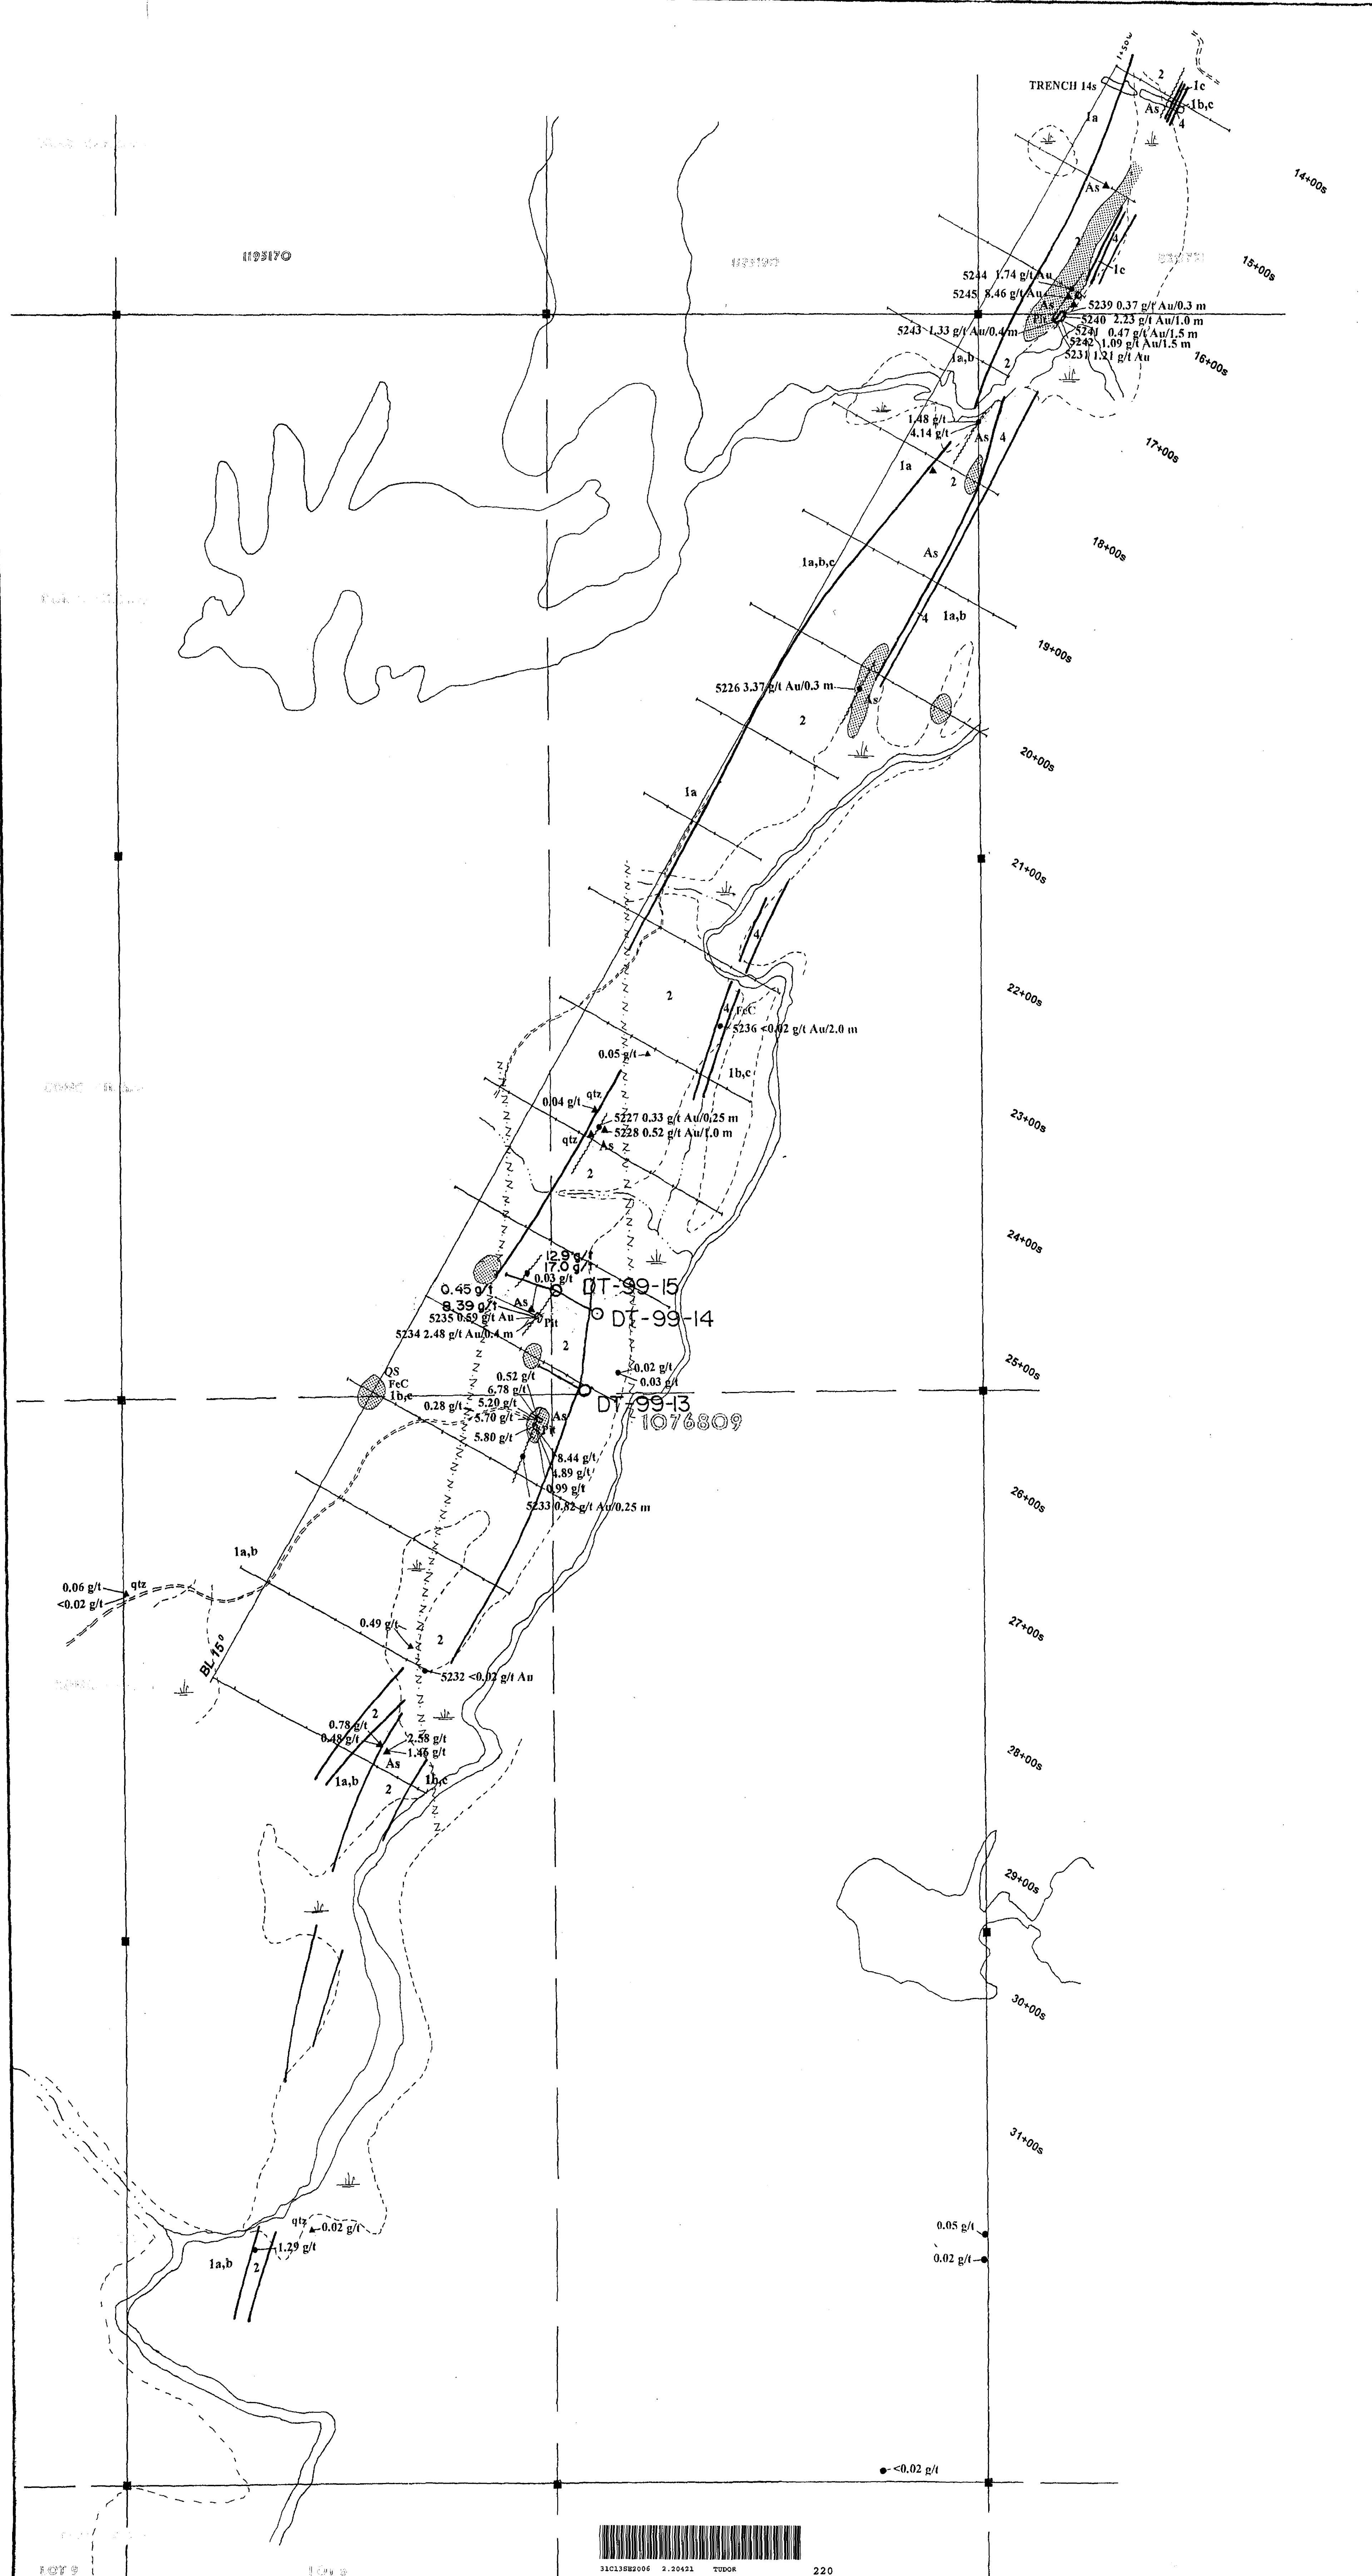 1+50W
TRENCH 14s
2
1c
1b,c
As
4
1a
14+00s
As
1193170
2
4
15+00s
1c
5244 1.74 g/t Au
5245 8.46 g/t Au
As
5239 0.37 g/t Au/0.3 m
Pit
5240 2.23 g/t Au/1.0 m
5243 1.33 g/t Au/0.4 m
5241 0.47 g/t Au/1.5 m
5242 1.09 g/t Au/1.5 m
5231 1.21 g/t Au
16+00s
1a,b
2
1.48 g/t
4.14 g/t
As
4
17+00s
1a
2
18+00s
As
1a,b,c
4
1a,b
19+00s
5226 3.37 g/t Au/0.3 m
As
2
20+00s
1a
21+00s
4
22+00s
2
4
FeC
5236 <0.02 g/t Au/2.0 m
0.05 g/t
1b,c
qtz
0.04 g/t
5227 0.33 g/t Au/0.25 m
23+00s
5228 0.52 g/t Au/1.0 m
qtz
As
2
24+00s
12.9 g/t
17.0 g/t
0.03 g/t
DT-99-15
0.45 g/t
8.39 g/t
As
5235 0.59 g/t Au
Pit
DT-99-14
5234 2.48 g/t Au/0.4 m
2
25+00s
0.02 g/t
0.03 g/t
QS
FeC
1b,c
0.52 g/t
6.78 g/t
5.20 g/t
0.28 g/t
5.70 g/t
DT-99-13
As
Pit
1076809
5.80 g/t
8.44 g/t
4.89 g/t
0.99 g/t
5233 0.82 g/t Au/0.25 m
26+00s
1a,b
0.06 g/t
qtz
<0.02 g/t
0.49 g/t
2
27+00s
BL 15°
5232 <0.02 g/t Au
2
0.78 g/t
0.48 g/t
2.58 g/t
1.46 g/t
As
1a,b
2
1b,c
28+00s
29+00s
30+00s
31+00s
qtz
0.02 g/t
1.29 g/t
1a,b
2
0.05 g/t
0.02 g/t
<0.02 g/t
31C13SE2006 2.20421 TUDOR
220
LOT 9